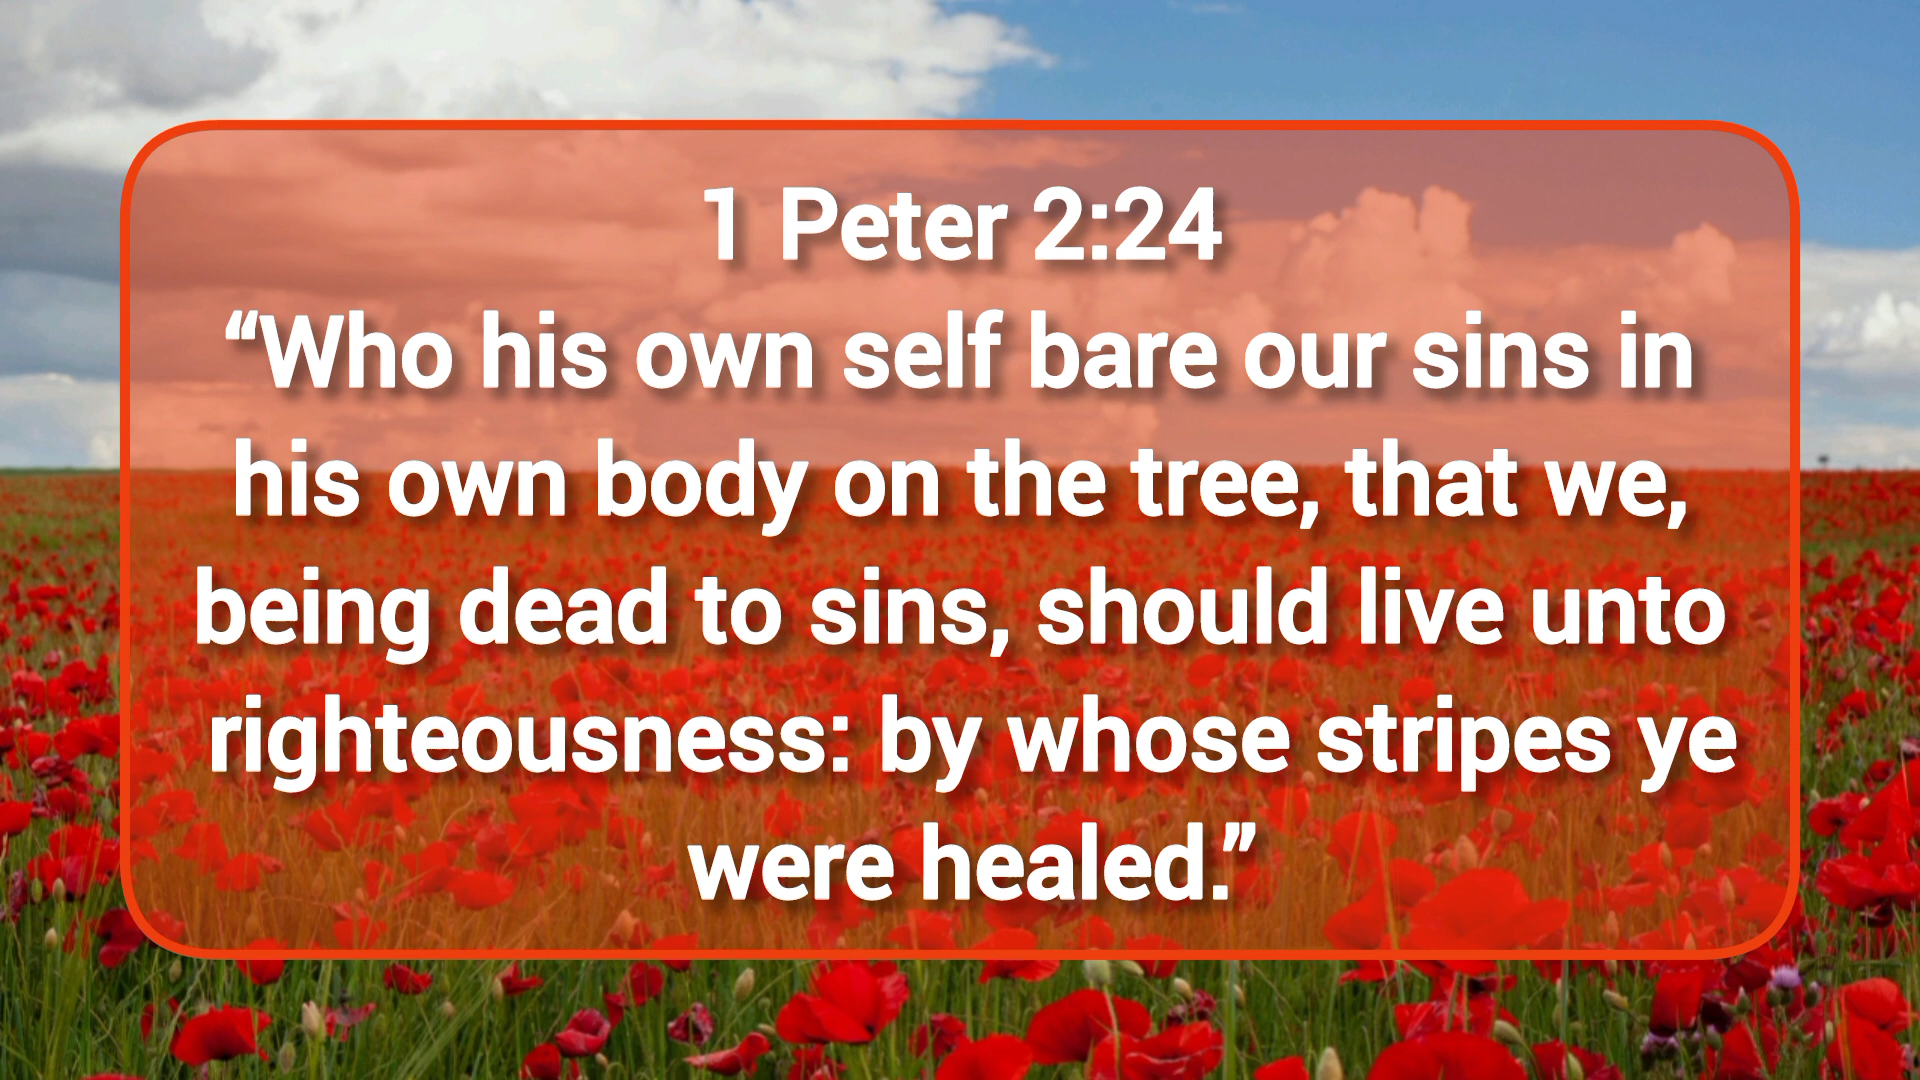 1 Peter 2:24
“Who his own self bare our sins in
his own body on the tree, that we,
being dead to sins, should live unto
righteousness: by whose stripes ye
were healed.”